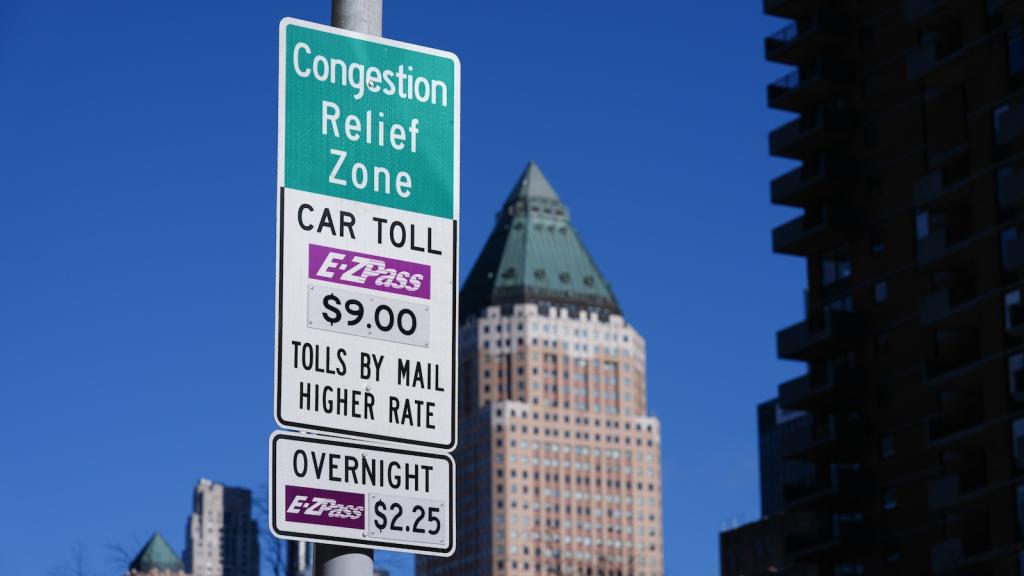 Congestion
Relief
Zone
CAR TOLL
E-ZPass
$9.00
TOLLS BY MAIL
HIGHER RATE
OVERNIGHT
E-ZPass $2.25